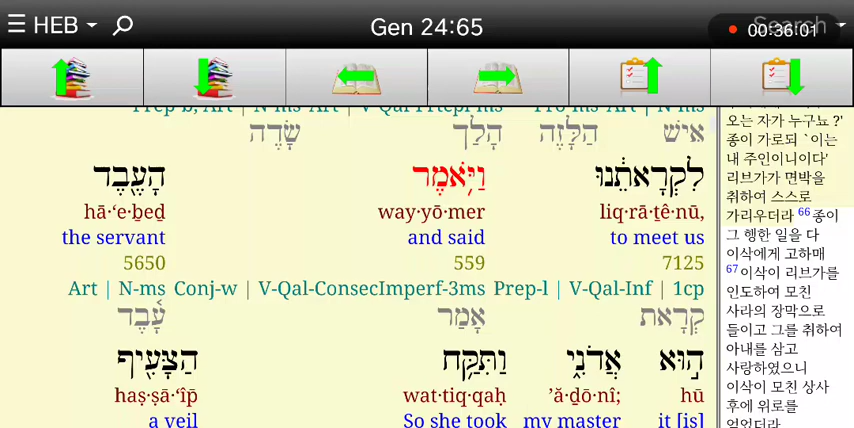 ☰ HEB Gen 24:65 Search
00:36:01
Prep-b, Art | N-ms Art | V-Qal-Prtcpl-ms Pro-ms Art | N-ms
אִישׁ הַלָּזֶה הָלַךְ שָׂדֶה
לִקְרָאתֵ֔נוּ וַיֹּ֥אמֶר הָעֶ֖בֶד
liq·rā·ṯê·nū, way·yō·mer hā·‘e·ḇeḏ
to meet us and said the servant
7125 559 5650
Art | N-ms Conj-w | V-Qal-ConsecImperf-3ms Prep-l | V-Qal-Inf | 1cp
קִרְאָת אָמַר עָ֫בֶד
ה֣וּא אֲדֹנִ֑י וַתִּקַּ֥ח הַצָּעִ֖יף
hū ’ă·ḏō·nî; wat·tiq·qaḥ haṣ·ṣā·‘îp̄
it [is] my master So she took a veil
오는 자가 누구뇨 ?'
종이 가로되 `이는
내 주인이니이다'
리브가가 면박을
취하여 스스로
가리우더라 66 종이
그 행한 일을 다
이삭에게 고하매
67 이삭이 리브가를
인도하여 모친
사라의 장막으로
들이고 그를 취하여
아내를 삼고
사랑하였으니
이삭이 모친 상사
후에 위로를
얻었더라